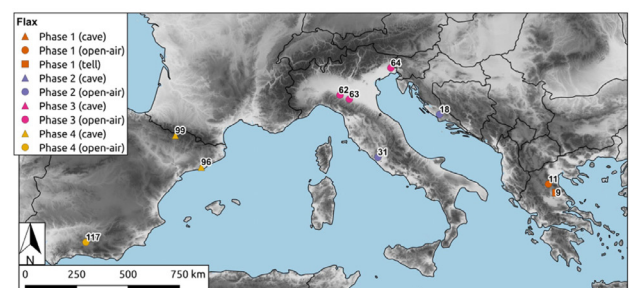 Flax
Phase 1 (cave)
Phase 1 (open-air)
Phase 1 (tell)
Phase 2 (cave)
Phase 2 (open-air)
Phase 3 (cave)
Phase 3 (open-air)
Phase 4 (cave)
Phase 4 (open-air)
64
62
63
18
99
96
31
11
9
117
N
0 250 500 750 km